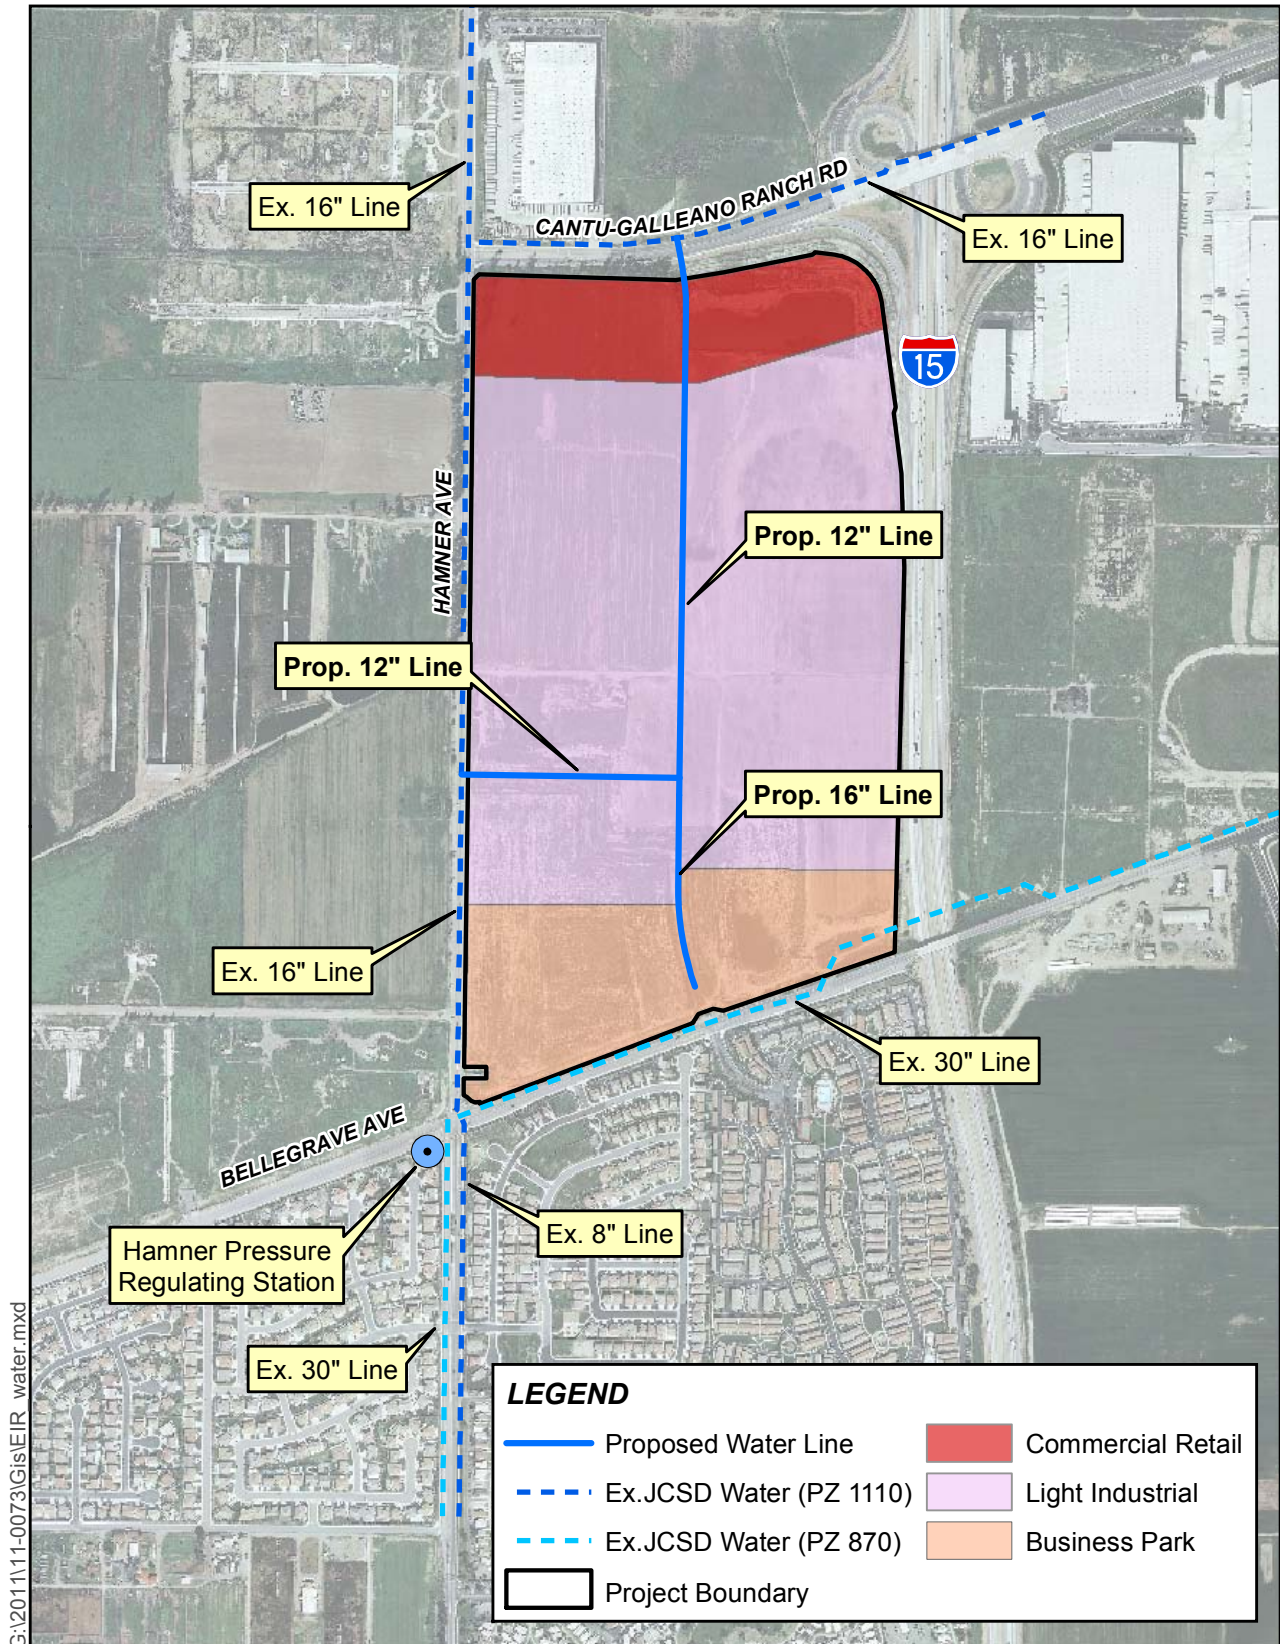 Ex. 16" Line
CANTU-GALLEANO RANCH RD
Ex. 16" Line
15
HAMNER AVE
Prop. 12" Line
Prop. 12" Line
Prop. 16" Line
Ex. 16" Line
Ex. 30" Line
BELLEGRAVE AVE
Ex. 8" Line
Hamner Pressure
Regulating Station
Ex. 30" Line
LEGEND
Proposed Water Line
Ex.JCSD Water (PZ 1110)
Ex.JCSD Water (PZ 870)
Project Boundary
Commercial Retail
Light Industrial
Business Park
G:\2011\11-0073\Gis\EIR_water.mxd